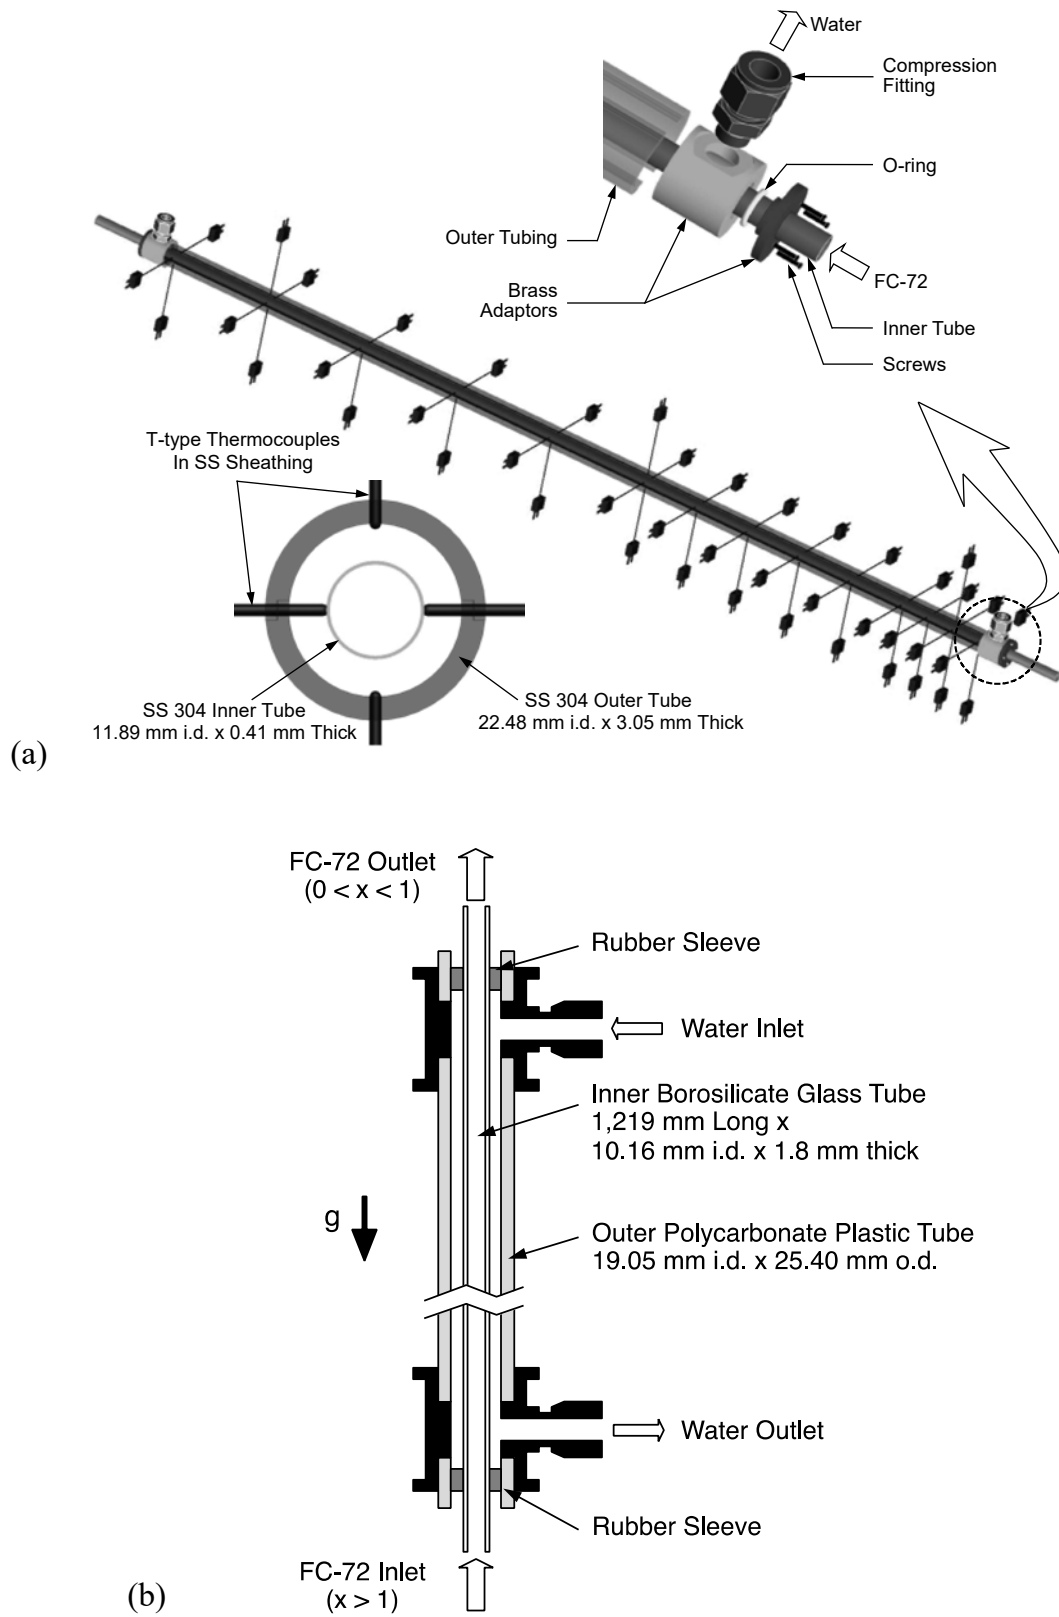 Water
Compression
Fitting
O-ring
Outer Tubing
FC-72
Brass
Adaptors
Inner Tube
Screws
T-type Thermocouples
In SS Sheathing
SS 304 Inner Tube
11.89 mm i.d. x 0.41 mm Thick
SS 304 Outer Tube
22.48 mm i.d. x 3.05 mm Thick
(a)
FC-72 Outlet
(0 < x < 1)
Rubber Sleeve
Water Inlet
Inner Borosilicate Glass Tube
1,219 mm Long x
10.16 mm i.d. x 1.8 mm thick
g
Outer Polycarbonate Plastic Tube
19.05 mm i.d. x 25.40 mm o.d.
Water Outlet
Rubber Sleeve
FC-72 Inlet
(x > 1)
(b)